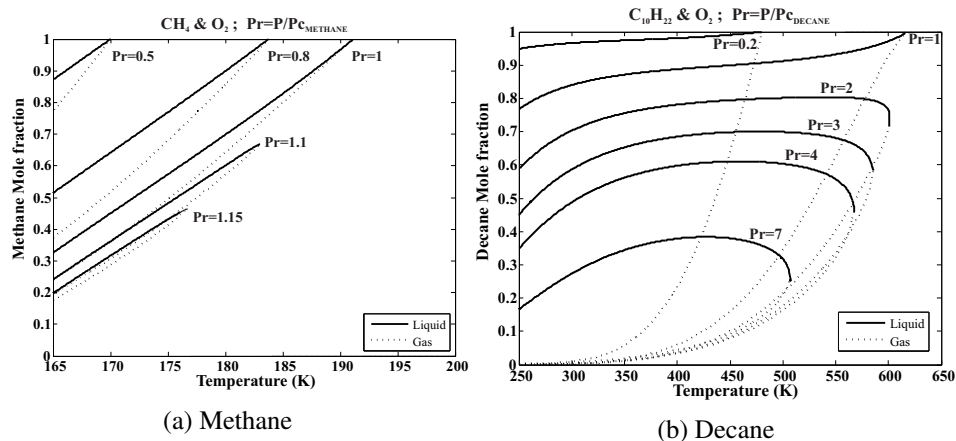 CH₄ & O₂ ; Pr=P/Pc_METHANE
Methane Mole fraction
1
0.9
0.8
0.7
0.6
0.5
0.4
0.3
0.2
0.1
0
Pr=0.5
Pr=0.8
Pr=1
Pr=1.1
Pr=1.15
Liquid
Gas
165 170 175 180 185 190 195 200
Temperature (K)
(a) Methane
C₁₀H₂₂ & O₂ ; Pr=P/Pc_DECANE
Decane Mole fraction
1
0.9
0.8
0.7
0.6
0.5
0.4
0.3
0.2
0.1
0
Pr=0.2
Pr=1
Pr=2
Pr=3
Pr=4
Pr=7
Liquid
Gas
250 300 350 400 450 500 550 600 650
Temperature (K)
(b) Decane